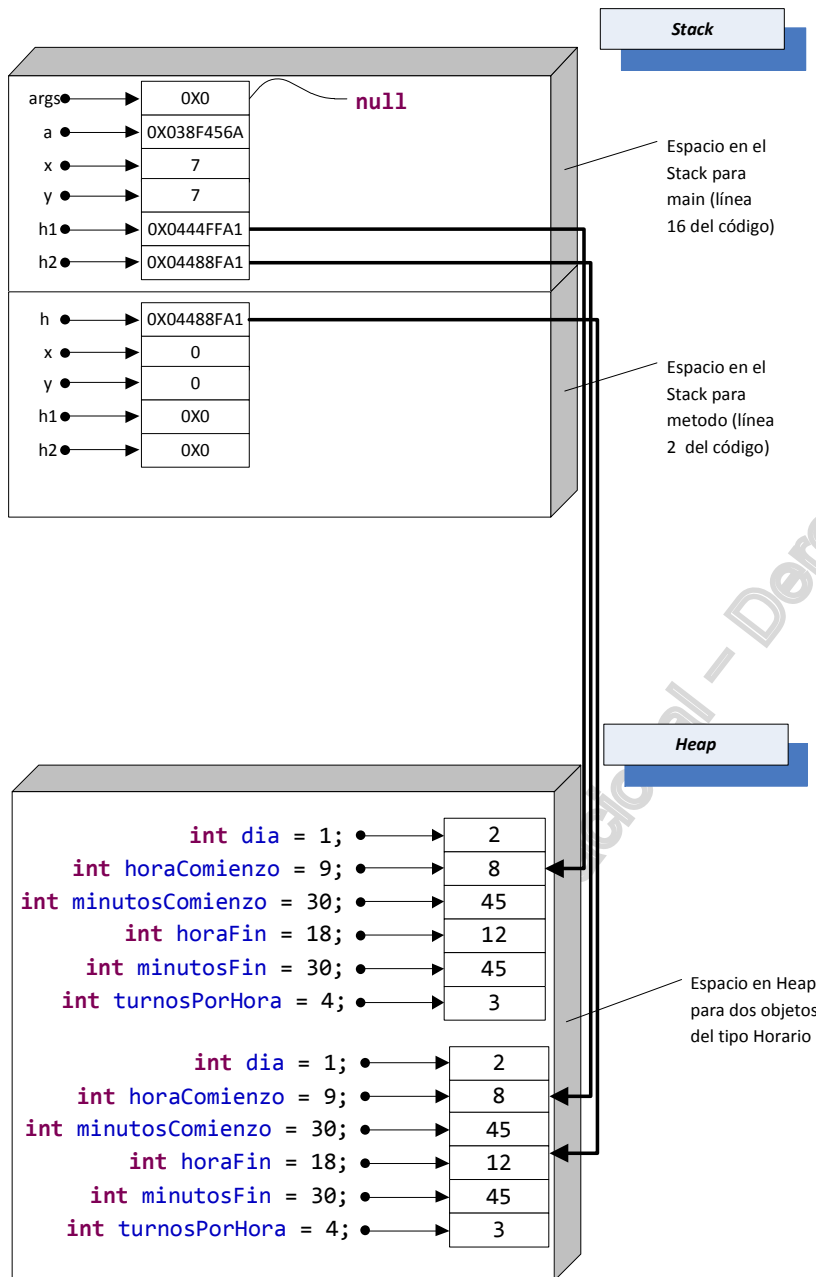 Stack
args 0X0 null
a 0X038F456A
x 7
y 7
h1 0X0444FFA1
h2 0X04488FA1
Espacio en el
Stack para
main (línea
16 del código)
h 0X04488FA1
x 0
y 0
h1 0X0
h2 0X0
Espacio en el
Stack para
metodo (línea
2 del código)
Heap
int dia = 1; 2
int horaComienzo = 9; 8
int minutosComienzo = 30; 45
int horaFin = 18; 12
int minutosFin = 30; 45
int turnosPorHora = 4; 3
Espacio en Heap
para dos objetos
del tipo Horario
int dia = 1; 2
int horaComienzo = 9; 8
int minutosComienzo = 30; 45
int horaFin = 18; 12
int minutosFin = 30; 45
int turnosPorHora = 4; 3